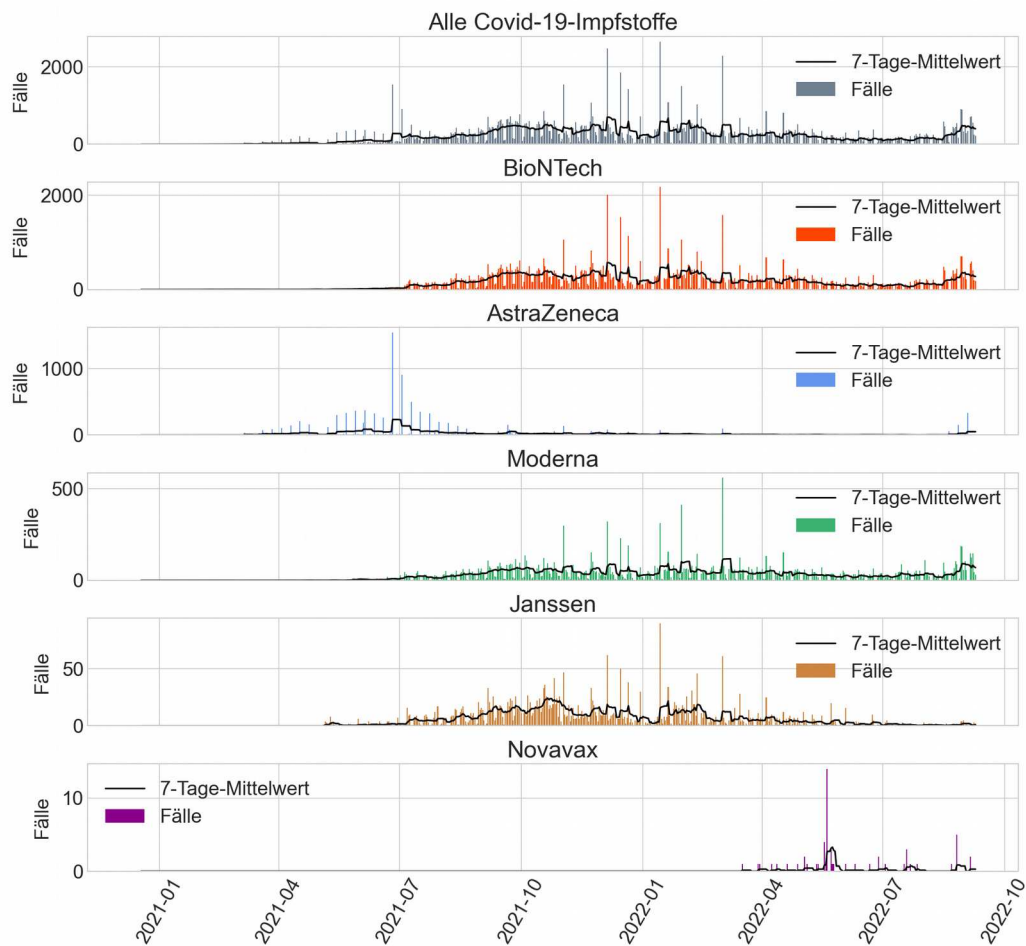 Alle Covid-19-Impfstoffe
Fälle
2000
0
7-Tage-Mittelwert
Fälle
BioNTech
Fälle
2000
0
7-Tage-Mittelwert
Fälle
AstraZeneca
Fälle
1000
0
7-Tage-Mittelwert
Fälle
Moderna
Fälle
500
0
7-Tage-Mittelwert
Fälle
Janssen
Fälle
50
0
7-Tage-Mittelwert
Fälle
Novavax
Fälle
10
0
7-Tage-Mittelwert
Fälle
2021-01
2021-04
2021-07
2021-10
2022-01
2022-04
2022-07
2022-10